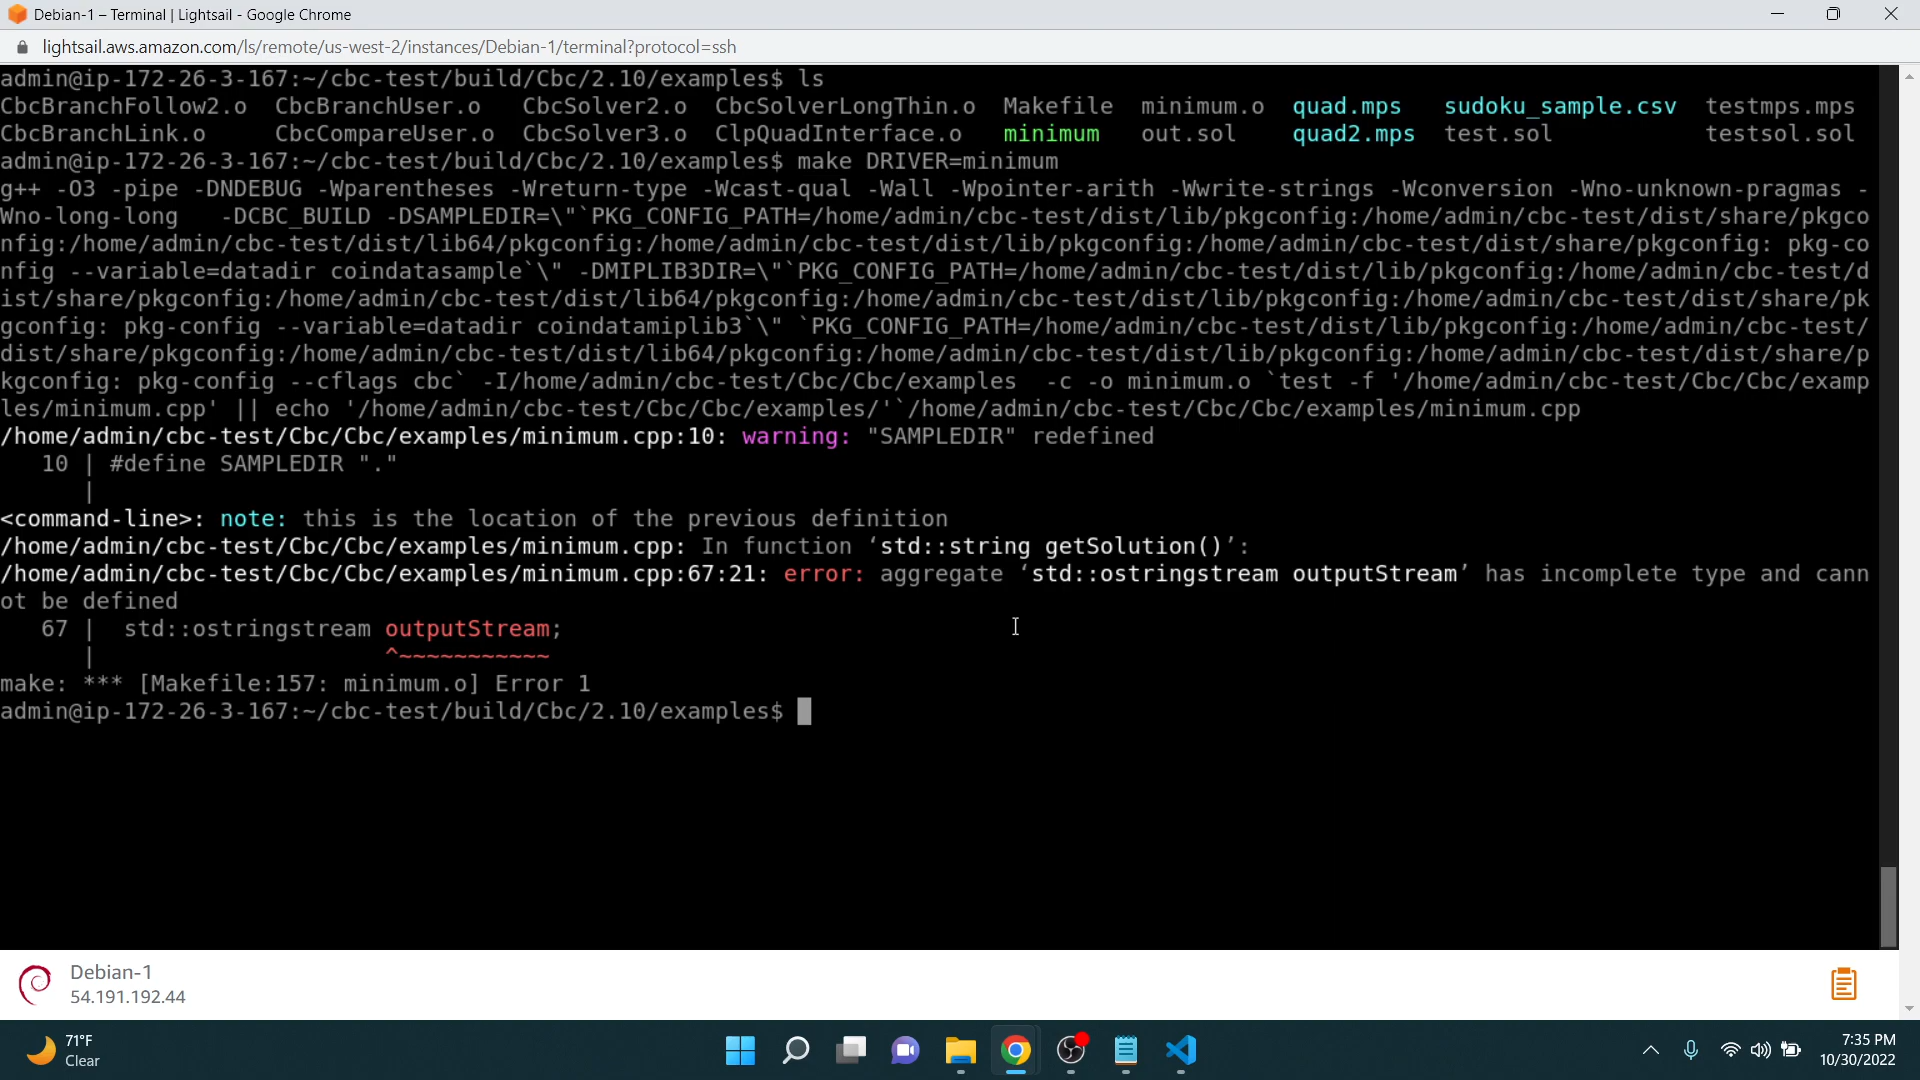 Debian-1 – Terminal | Lightsail - Google Chrome
lightsail.aws.amazon.com/ls/remote/us-west-2/instances/Debian-1/terminal?protocol=ssh
admin@ip-172-26-3-167:~/cbc-test/build/Cbc/2.10/examples$ ls
CbcBranchFollow2.o  CbcBranchUser.o   CbcSolver2.o  CbcSolverLongThin.o  Makefile  minimum.o  quad.mps   sudoku_sample.csv  testmps.mps
CbcBranchLink.o     CbcCompareUser.o  CbcSolver3.o  ClpQuadInterface.o   minimum   out.sol    quad2.mps  test.sol           testsol.sol
admin@ip-172-26-3-167:~/cbc-test/build/Cbc/2.10/examples$ make DRIVER=minimum
g++ -O3 -pipe -DNDEBUG -Wparentheses -Wreturn-type -Wcast-qual -Wall -Wpointer-arith -Wwrite-strings -Wconversion -Wno-unknown-pragmas -
Wno-long-long   -DCBC_BUILD -DSAMPLEDIR=\"`PKG_CONFIG_PATH=/home/admin/cbc-test/dist/lib/pkgconfig:/home/admin/cbc-test/dist/share/pkgco
nfig:/home/admin/cbc-test/dist/lib64/pkgconfig:/home/admin/cbc-test/dist/lib/pkgconfig:/home/admin/cbc-test/dist/share/pkgconfig: pkg-co
nfig --variable=datadir coindatasample`\" -DMIPLIB3DIR=\"`PKG_CONFIG_PATH=/home/admin/cbc-test/dist/lib/pkgconfig:/home/admin/cbc-test/d
ist/share/pkgconfig:/home/admin/cbc-test/dist/lib64/pkgconfig:/home/admin/cbc-test/dist/lib/pkgconfig:/home/admin/cbc-test/dist/share/pk
gconfig: pkg-config --variable=datadir coindatamiplib3`\" `PKG_CONFIG_PATH=/home/admin/cbc-test/dist/lib/pkgconfig:/home/admin/cbc-test/
dist/share/pkgconfig:/home/admin/cbc-test/dist/lib64/pkgconfig:/home/admin/cbc-test/dist/lib/pkgconfig:/home/admin/cbc-test/dist/share/p
kgconfig: pkg-config --cflags cbc` -I/home/admin/cbc-test/Cbc/Cbc/examples  -c -o minimum.o `test -f '/home/admin/cbc-test/Cbc/Cbc/examp
les/minimum.cpp' || echo '/home/admin/cbc-test/Cbc/Cbc/examples/'`/home/admin/cbc-test/Cbc/Cbc/examples/minimum.cpp
/home/admin/cbc-test/Cbc/Cbc/examples/minimum.cpp:10: warning: "SAMPLEDIR" redefined
   10 | #define SAMPLEDIR "."
      |
<command-line>: note: this is the location of the previous definition
/home/admin/cbc-test/Cbc/Cbc/examples/minimum.cpp: In function ‘std::string getSolution()’:
/home/admin/cbc-test/Cbc/Cbc/examples/minimum.cpp:67:21: error: aggregate ‘std::ostringstream outputStream’ has incomplete type and cann
ot be defined
   67 |  std::ostringstream outputStream;
      |                     ^~~~~~~~~~~~
make: *** [Makefile:157: minimum.o] Error 1
admin@ip-172-26-3-167:~/cbc-test/build/Cbc/2.10/examples$
Debian-1
54.191.192.44
71°F
Clear
7:35 PM
10/30/2022